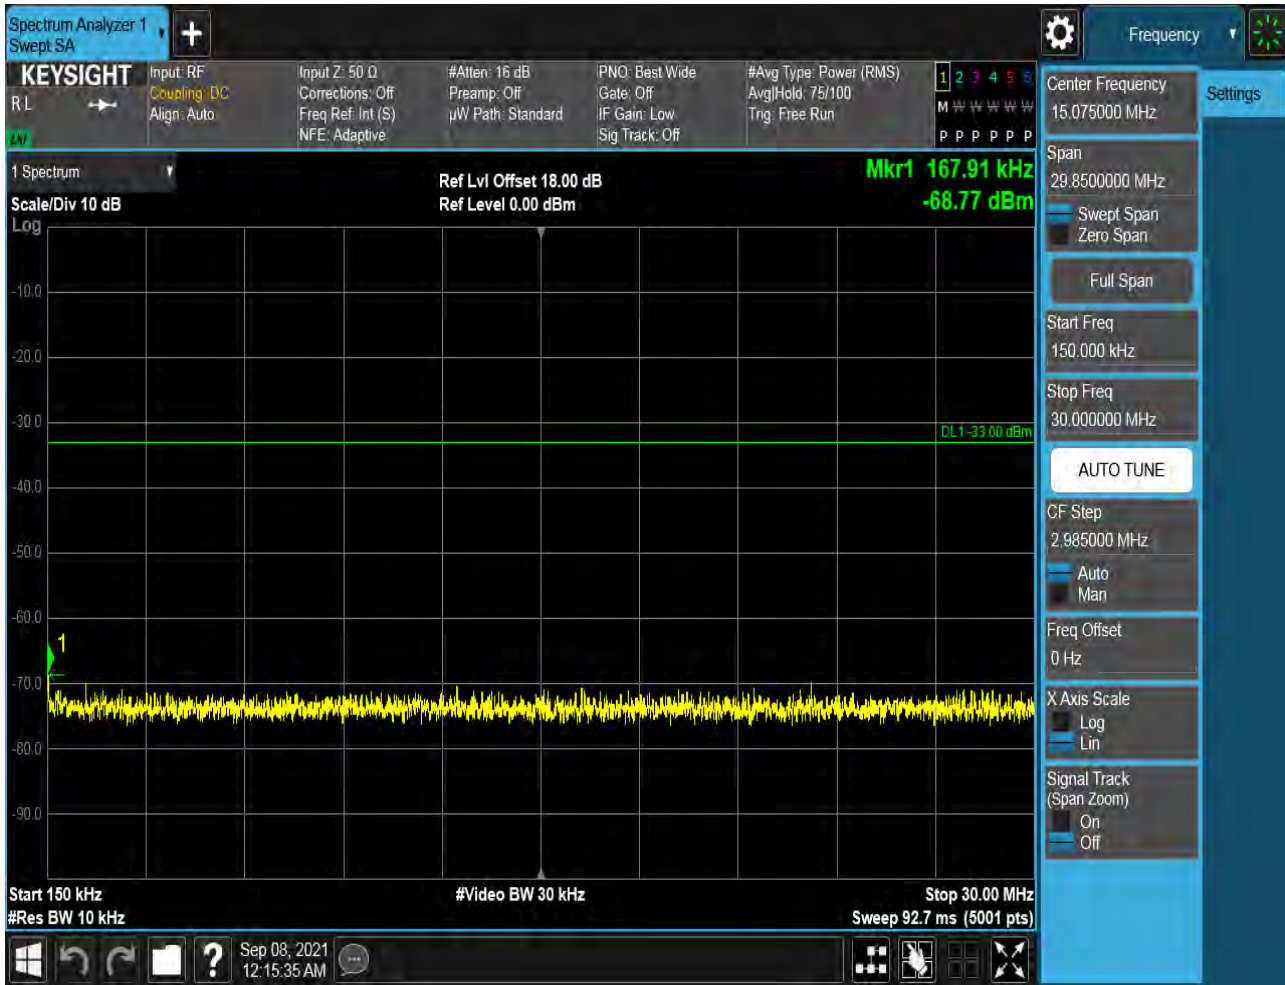 Spectrum Analyzer 1
Swept SA
Frequency
KEYSIGHT
R L
LNI
Input: RF
Coupling: DC
Align: Auto
Input Z: 50 Ω
Corrections: Off
Freq Ref: Int (S)
NFE: Adaptive
#Atten: 16 dB
Preamp: Off
µW Path: Standard
PNO: Best Wide
Gate: Off
IF Gain: Low
Sig Track: Off
#Avg Type: Power (RMS)
Avg|Hold: 75/100
Trig: Free Run
1 2 3 4 5 6
M W W W W W
P P P P P P
Settings
1 Spectrum
Scale/Div 10 dB
Ref Lvl Offset 18.00 dB
Ref Level 0.00 dBm
Mkr1 167.91 kHz
-68.77 dBm
Log
-10.0
-20.0
-30.0
DL1 -33.00 dBm
-40.0
-50.0
-60.0
1
-70.0
-80.0
-90.0
Start 150 kHz
#Res BW 10 kHz
#Video BW 30 kHz
Stop 30.00 MHz
Sweep 92.7 ms (5001 pts)
Center Frequency
15.075000 MHz
Span
29.8500000 MHz
Swept Span
Zero Span
Full Span
Start Freq
150.000 kHz
Stop Freq
30.000000 MHz
AUTO TUNE
CF Step
2.985000 MHz
Auto
Man
Freq Offset
0 Hz
X Axis Scale
Log
Lin
Signal Track
(Span Zoom)
On
Off
?
Sep 08, 2021
12:15:35 AM